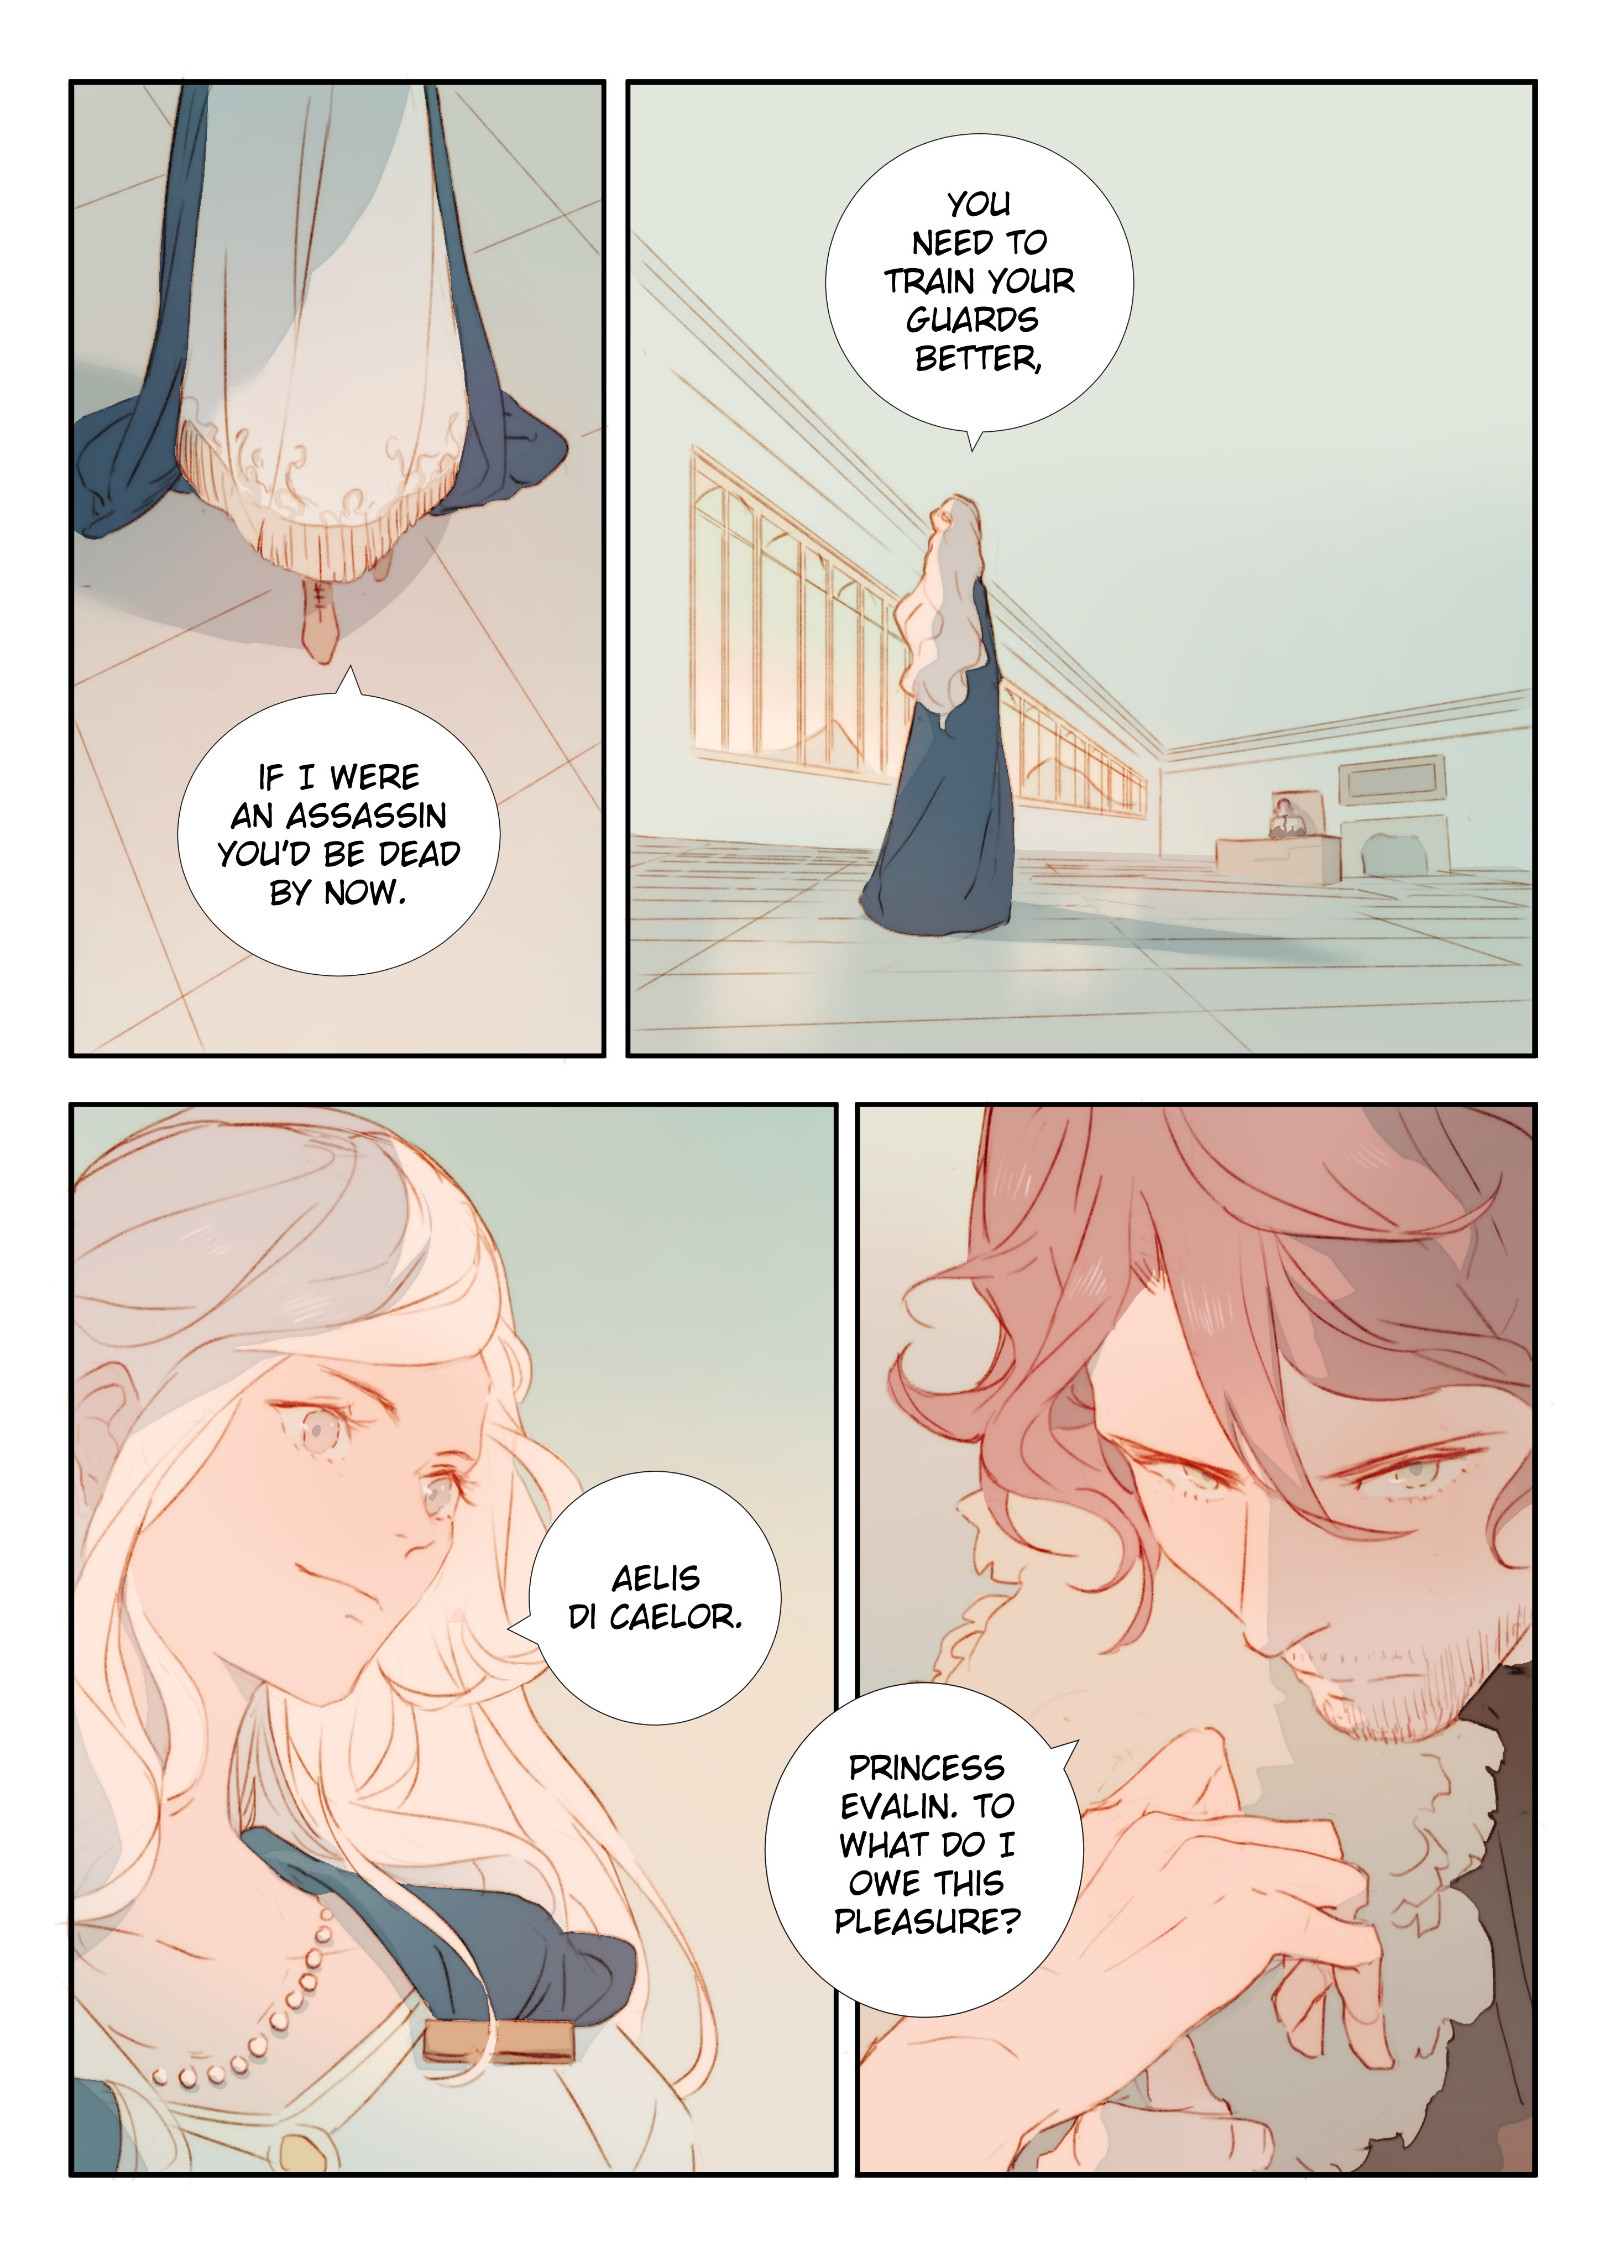 IF I WERE
AN ASSASSIN
YOU'D BE DEAD
BY NOW.
YOU
NEED TO
TRAIN YOUR
GUARDS
BETTER,
AELIS
DI CAELOR.
PRINCESS
EVALIN. TO
WHAT DO I
OWE THIS
PLEASURE?